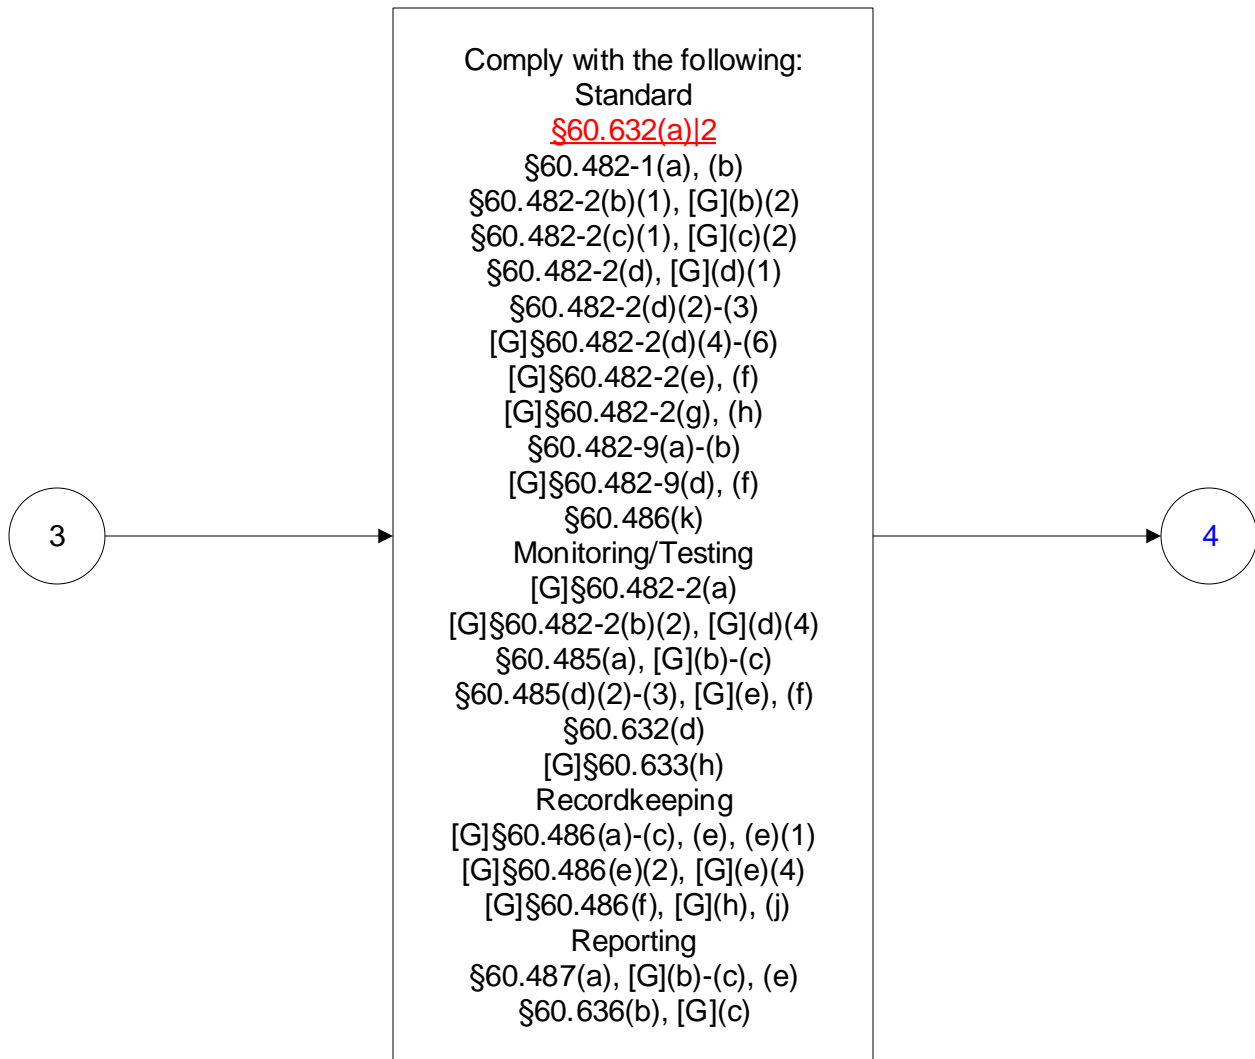 Comply with the following:
Standard
§60.632(a)|2
§60.482-1(a), (b)
§60.482-2(b)(1), [G](b)(2)
§60.482-2(c)(1), [G](c)(2)
§60.482-2(d), [G](d)(1)
§60.482-2(d)(2)-(3)
[G]§60.482-2(d)(4)-(6)
[G]§60.482-2(e), (f)
[G]§60.482-2(g), (h)
§60.482-9(a)-(b)
[G]§60.482-9(d), (f)
§60.486(k)
Monitoring/Testing
[G]§60.482-2(a)
[G]§60.482-2(b)(2), [G](d)(4)
§60.485(a), [G](b)-(c)
§60.485(d)(2)-(3), [G](e), (f)
§60.632(d)
[G]§60.633(h)
Recordkeeping
[G]§60.486(a)-(c), (e), (e)(1)
[G]§60.486(e)(2), [G](e)(4)
[G]§60.486(f), [G](h), (j)
Reporting
§60.487(a), [G](b)-(c), (e)
§60.636(b), [G](c)
3
4